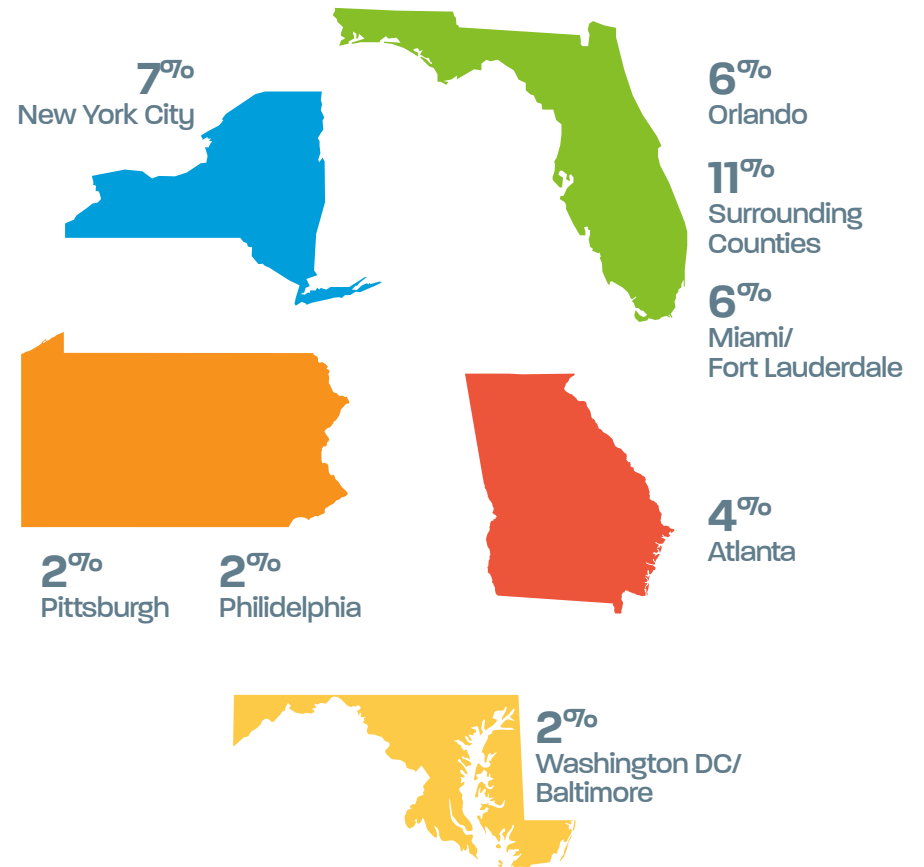 7%
New York City
6%
Orlando
11%
Surrounding
Counties
6%
Miami/
Fort Lauderdale
4%
Atlanta
2%
Pittsburgh
2%
Philidelphia
2%
Washington DC/
Baltimore